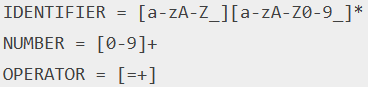 IDENTIFIER = [a-zA-Z_][a-zA-Z0-9_]*
NUMBER = [0-9]+
OPERATOR = [=+]